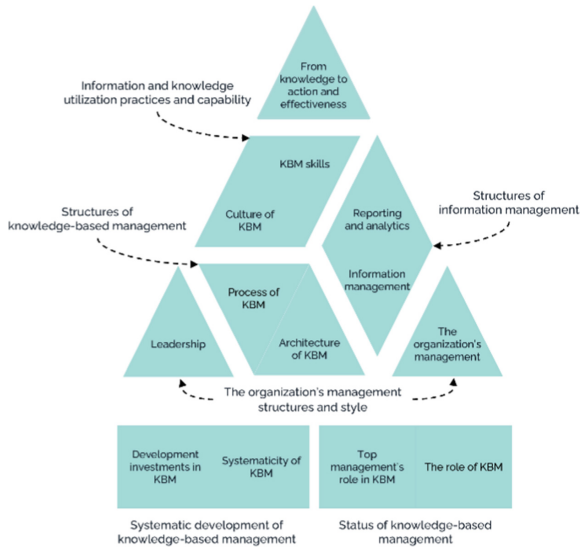 From
knowledge to
action and
effectiveness
Information and knowledge
utilization practices and capability
KBM skills
Culture of
KBM
Structures of
knowledge-based management
Reporting
and analytics
Information
management
Structures of
information management
Process of
KBM
Architecture
of KBM
Leadership
The
organization's
management
The organization's management
structures and style
Development
investments in
KBM
Systematicity of
KBM
Top
management's
role in KBM
The role of KBM
Systematic development of
knowledge-based management
Status of knowledge-based
management